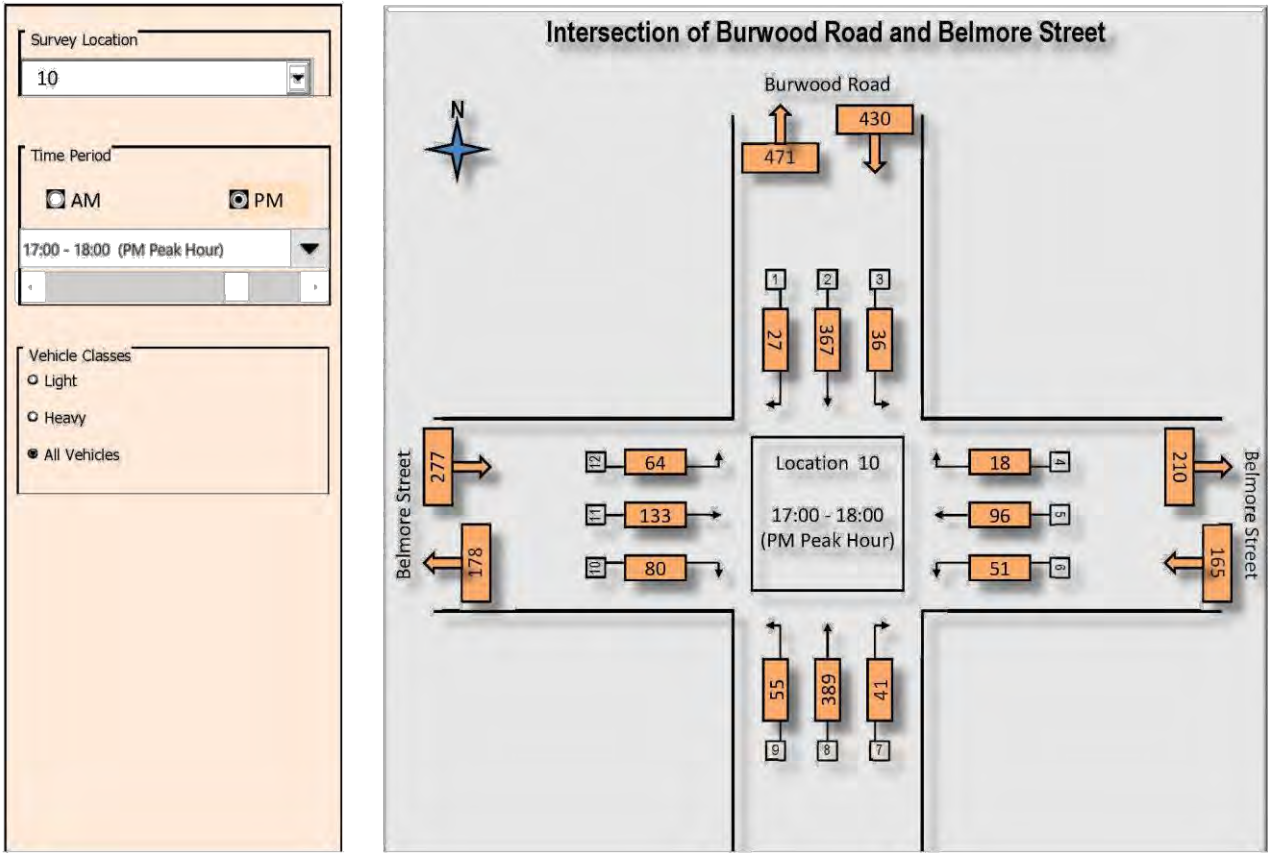 Survey Location
10
Time Period
AM
PM
17:00 - 18:00 (PM Peak Hour)
Vehicle Classes
Light
Heavy
All Vehicles
Intersection of Burwood Road and Belmore Street
Burwood Road
N
430
471
1 2 3
27 367 36
Belmore Street
277
178
12 64
11 133
10 80
Location 10
17:00 - 18:00
(PM Peak Hour)
18 4
96 5
51 6
210
165
Belmore Street
55 389 41
9 8 7